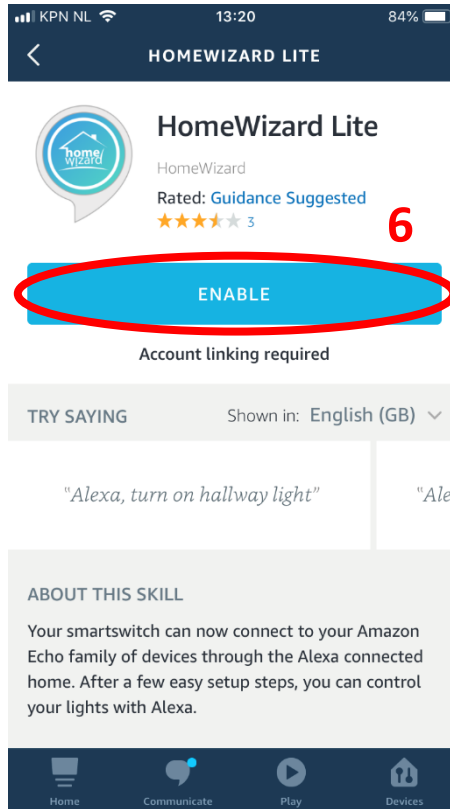 KPN NL 13:20 84%
HOMEWIZARD LITE
home
wizard
HomeWizard Lite
HomeWizard
Rated: Guidance Suggested
3
6
ENABLE
Account linking required
TRY SAYING Shown in: English (GB)
"Alexa, turn on hallway light" "Ale
ABOUT THIS SKILL
Your smartswitch can now connect to your Amazon
Echo family of devices through the Alexa connected
home. After a few easy setup steps, you can control
your lights with Alexa.
Home Communicate Play Devices